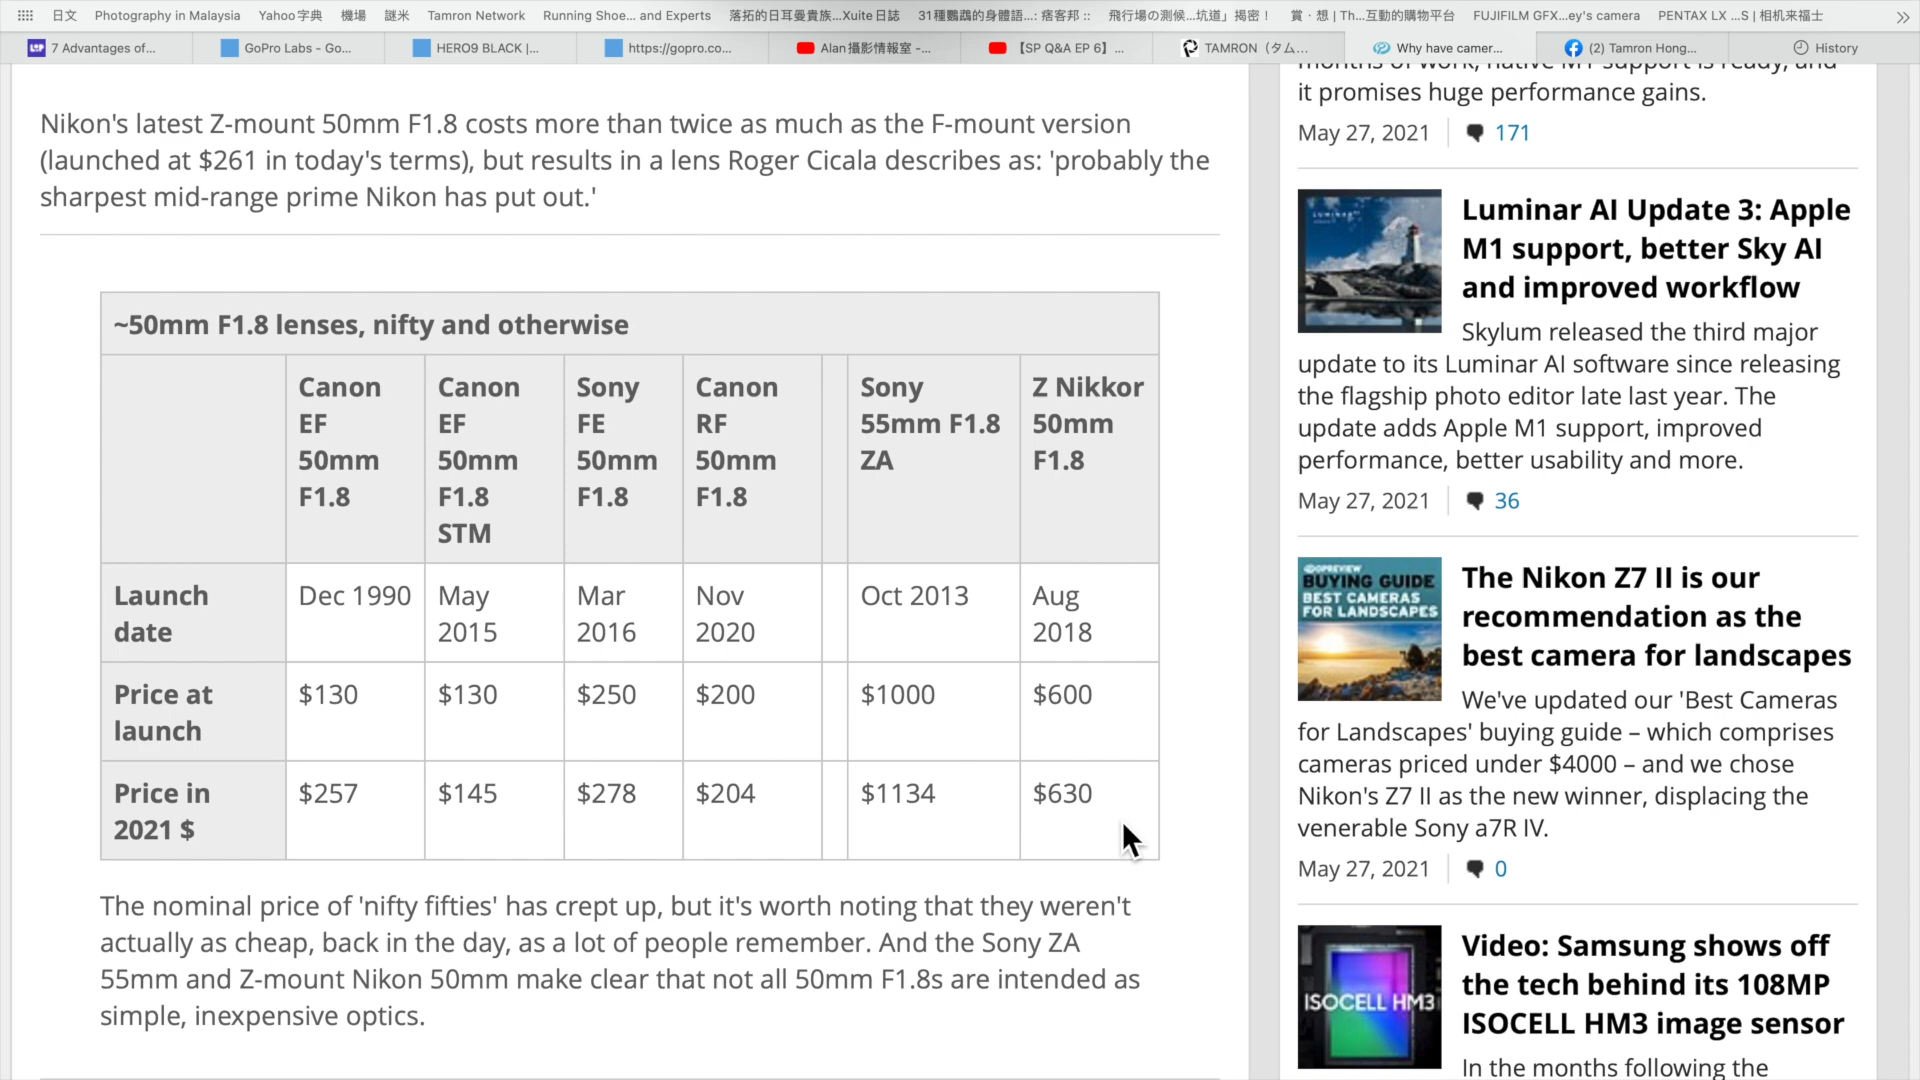 日文 Photography in Malaysia Yahoo字典 機場 謎米 Tamron Network Running Shoe... and Experts 落拓的日耳曼貴族...Xuite日誌 31種鸚鵡的身體語...: 痞客邦 :: 飛行場の測候...坑道」揭密！ 賞・想 | Th...互動的購物平台 FUJIFILM GFX...ey's camera PENTAX LX ...S | 相机来福士
7 Advantages of... GoPro Labs - Go... HERO9 BLACK |... https://gopro.co... Alan攝影情報室 -... 【SP Q&A EP 6】... TAMRON（タム... Why have camer... (2) Tamron Hong... History
Nikon's latest Z-mount 50mm F1.8 costs more than twice as much as the F-mount version
(launched at $261 in today's terms), but results in a lens Roger Cicala describes as: 'probably the
sharpest mid-range prime Nikon has put out.'
~50mm F1.8 lenses, nifty and otherwise
Canon EF 50mm F1.8
Canon EF 50mm F1.8 STM
Sony FE 50mm F1.8
Canon RF 50mm F1.8
Sony 55mm F1.8 ZA
Z Nikkor 50mm F1.8
Launch date Dec 1990 May 2015 Mar 2016 Nov 2020 Oct 2013 Aug 2018
Price at launch $130 $130 $250 $200 $1000 $600
Price in 2021 $ $257 $145 $278 $204 $1134 $630
The nominal price of 'nifty fifties' has crept up, but it's worth noting that they weren't
actually as cheap, back in the day, as a lot of people remember. And the Sony ZA
55mm and Z-mount Nikon 50mm make clear that not all 50mm F1.8s are intended as
simple, inexpensive optics.
months of work, native M1 support is ready, and
it promises huge performance gains.
May 27, 2021 171
LUMINAR
Luminar AI Update 3: Apple
M1 support, better Sky AI
and improved workflow
Skylum released the third major
update to its Luminar AI software since releasing
the flagship photo editor late last year. The
update adds Apple M1 support, improved
performance, better usability and more.
May 27, 2021 36
DPREVIEW
BUYING GUIDE
BEST CAMERAS
FOR LANDSCAPES
The Nikon Z7 II is our
recommendation as the
best camera for landscapes
We've updated our 'Best Cameras
for Landscapes' buying guide – which comprises
cameras priced under $4000 – and we chose
Nikon's Z7 II as the new winner, displacing the
venerable Sony a7R IV.
May 27, 2021 0
ISOCELL HM3
Video: Samsung shows off
the tech behind its 108MP
ISOCELL HM3 image sensor
In the months following the